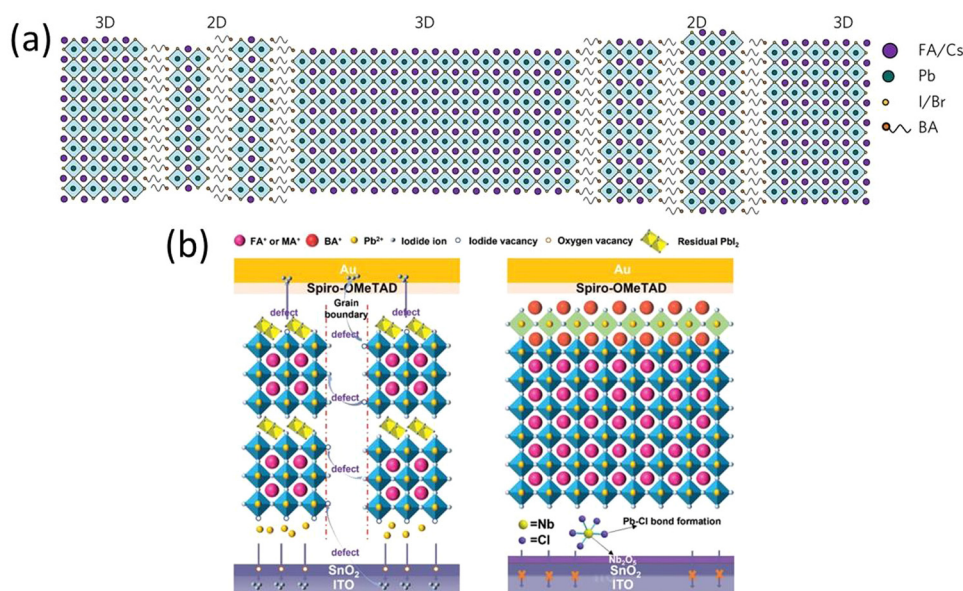 (a)
3D 2D 3D 2D 3D
FA/Cs
Pb
I/Br
BA
(b)
FA⁺ or MA⁺ BA⁺ Pb²⁺ Iodide ion Iodide vacancy Oxygen vacancy Residual PbI₂
Au
Spiro-OMeTAD
Grain
boundary
defect
defect
defect
defect
defect
defect
defect
SnO₂
ITO
Au
Spiro-OMeTAD
=Nb
=Cl
Pb-Cl bond formation
Nb₂O₅
SnO₂
ITO